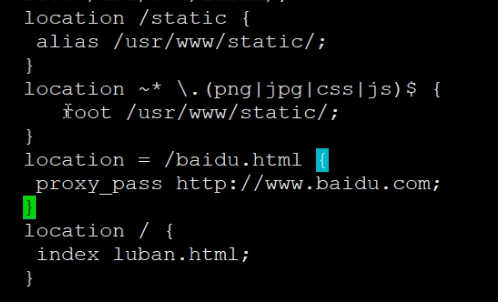 location /static {
alias /usr/www/static/;
}
location ~* \.(png|jpg|css|js)$ {
root /usr/www/static/;
}
location = /baidu.html {
proxy_pass http://www.baidu.com;
}
location / {
index luban.html;
}